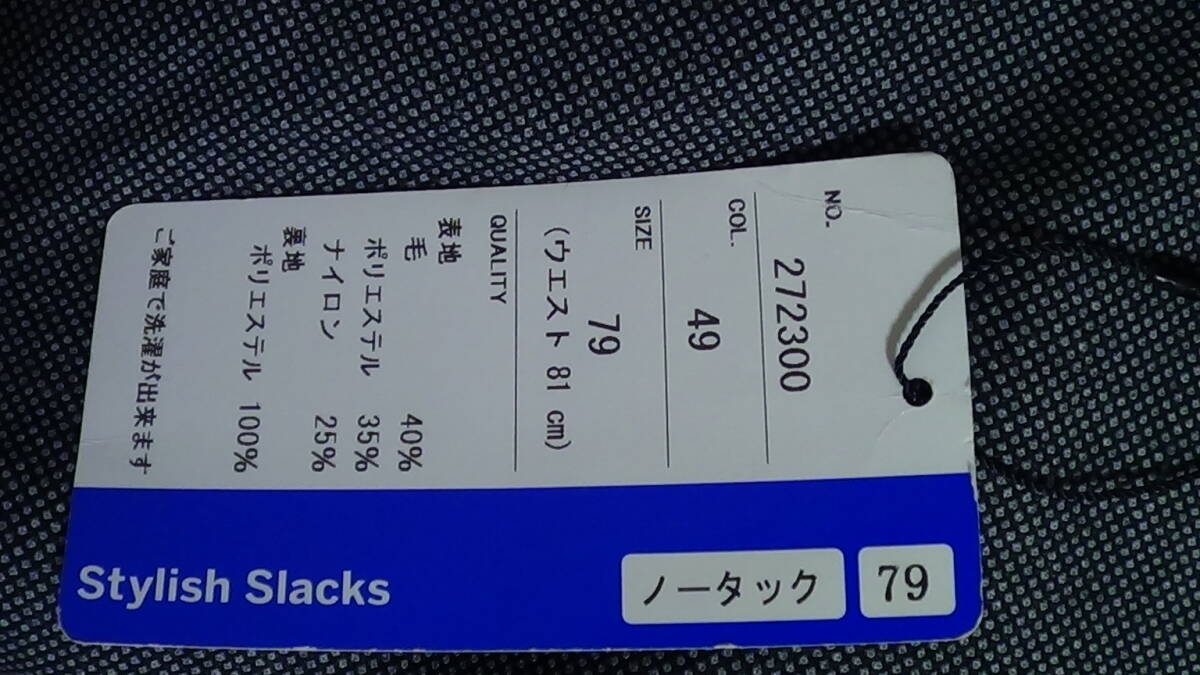 NO.
272300
COL.
49
SIZE
79
(ウエスト 81 cm)
QUALITY
表地
毛 40%
ポリエステル 35%
ナイロン 25%
裏地
ポリエステル 100%
ご家庭で洗濯が出来ます
Stylish Slacks
ノータック
79